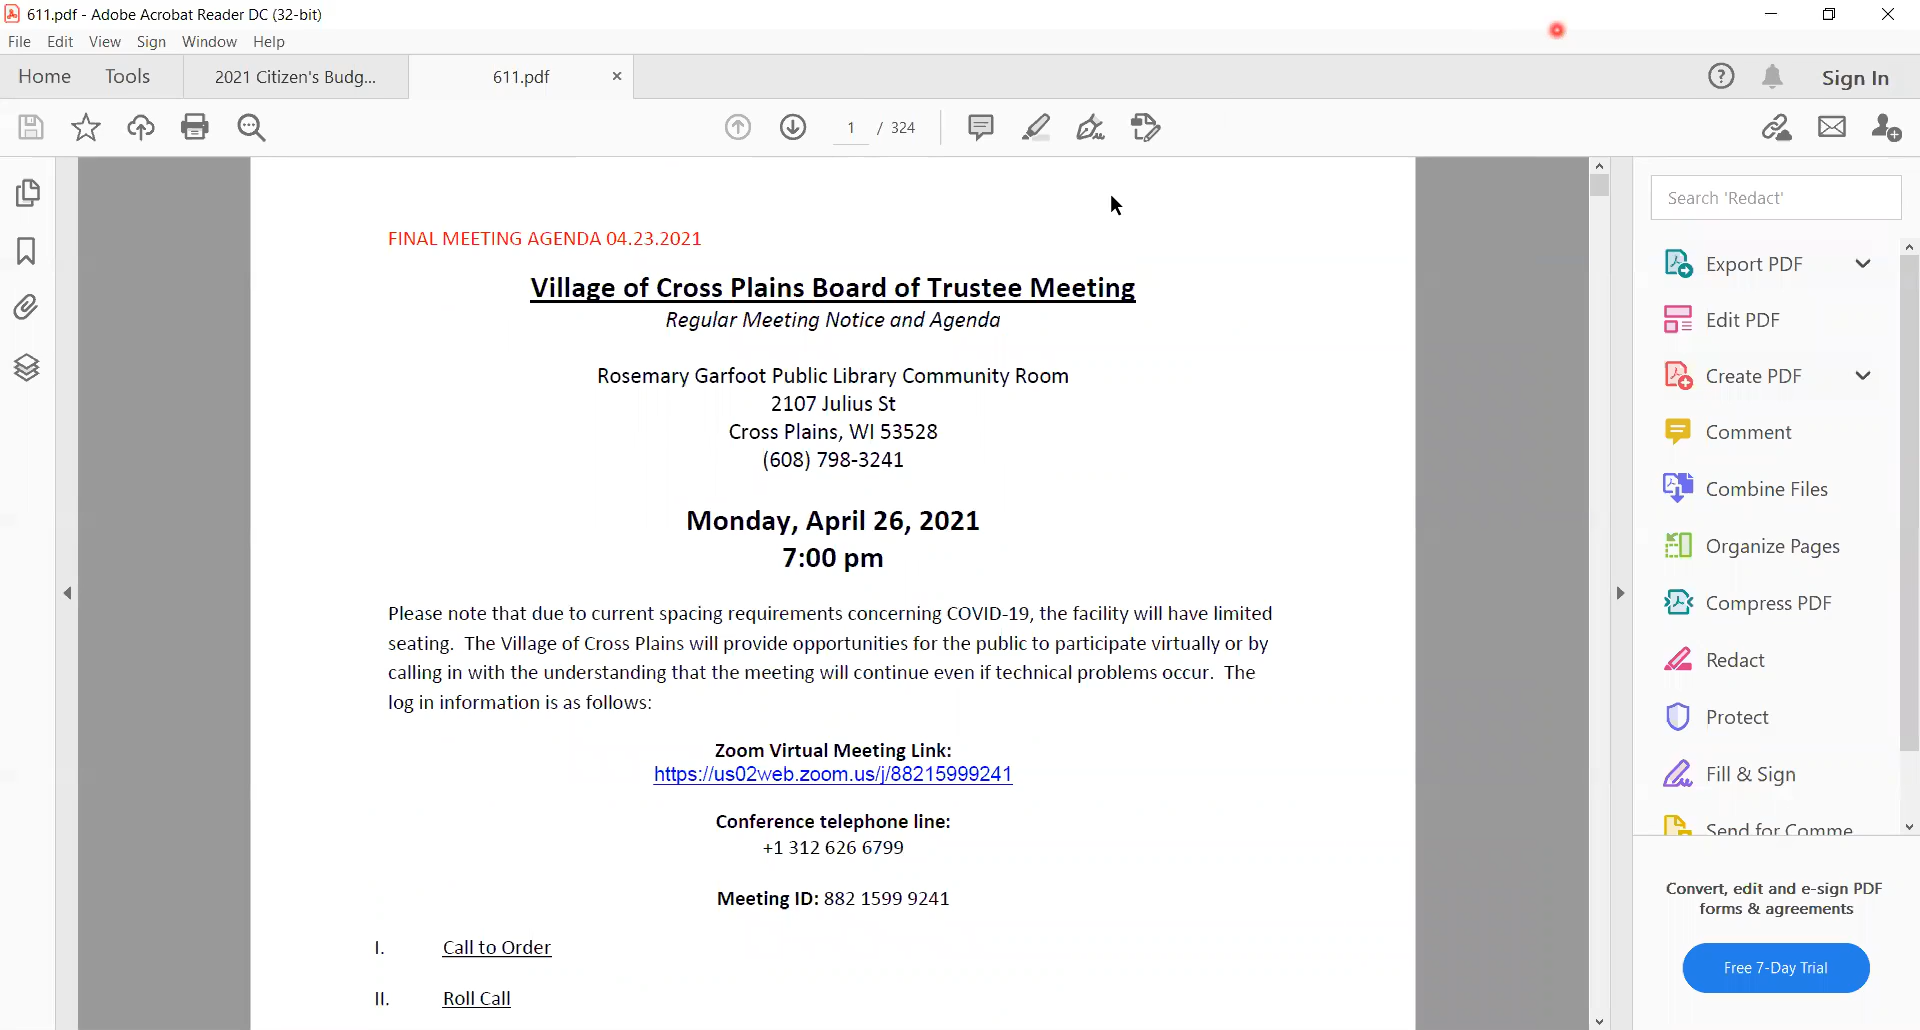 611.pdf - Adobe Acrobat Reader DC (32-bit)
File Edit View Sign Window Help
Home Tools 2021 Citizen's Budg... 611.pdf × ? Sign In
1 / 324
Search 'Redact'
FINAL MEETING AGENDA 04.23.2021
Village of Cross Plains Board of Trustee Meeting
Regular Meeting Notice and Agenda
Rosemary Garfoot Public Library Community Room
2107 Julius St
Cross Plains, WI 53528
(608) 798-3241
Monday, April 26, 2021
7:00 pm
Please note that due to current spacing requirements concerning COVID-19, the facility will have limited
seating. The Village of Cross Plains will provide opportunities for the public to participate virtually or by
calling in with the understanding that the meeting will continue even if technical problems occur. The
log in information is as follows:
Zoom Virtual Meeting Link:
https://us02web.zoom.us/j/88215999241
Conference telephone line:
+1 312 626 6799
Meeting ID: 882 1599 9241
I. Call to Order
II. Roll Call
Export PDF
Edit PDF
Create PDF
Comment
Combine Files
Organize Pages
Compress PDF
Redact
Protect
Fill & Sign
Send for Comme
Convert, edit and e-sign PDF
forms & agreements
Free 7-Day Trial